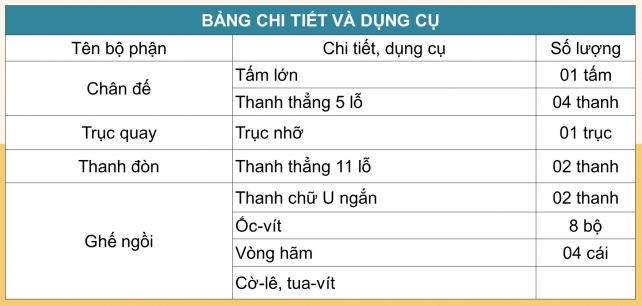 BẢNG CHI TIẾT VÀ DỤNG CỤ
Tên bộ phận Chi tiết, dụng cụ Số lượng
Chân đế
Tấm lớn 01 tấm
Thanh thẳng 5 lỗ 04 thanh
Trục quay Trục nhỡ 01 trục
Thanh đòn Thanh thẳng 11 lỗ 02 thanh
Ghế ngồi
Thanh chữ U ngắn 02 thanh
Ốc-vít 8 bộ
Vòng hãm 04 cái
Cờ-lê, tua-vít